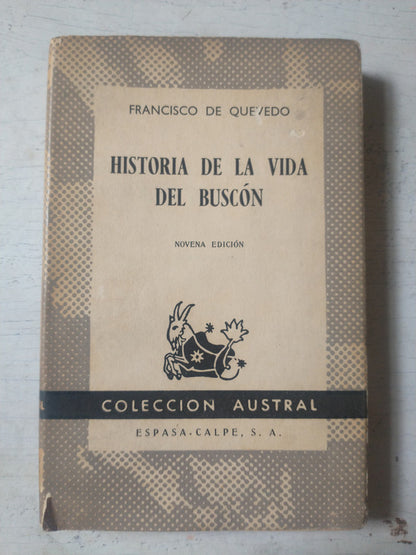 FRANCISCO DE QUEVEDO
HISTORIA DE LA VIDA
DEL BUSCÓN
NOVENA EDICIÓN
COLECCION AUSTRAL
ESPASA-CALPE, S. A.